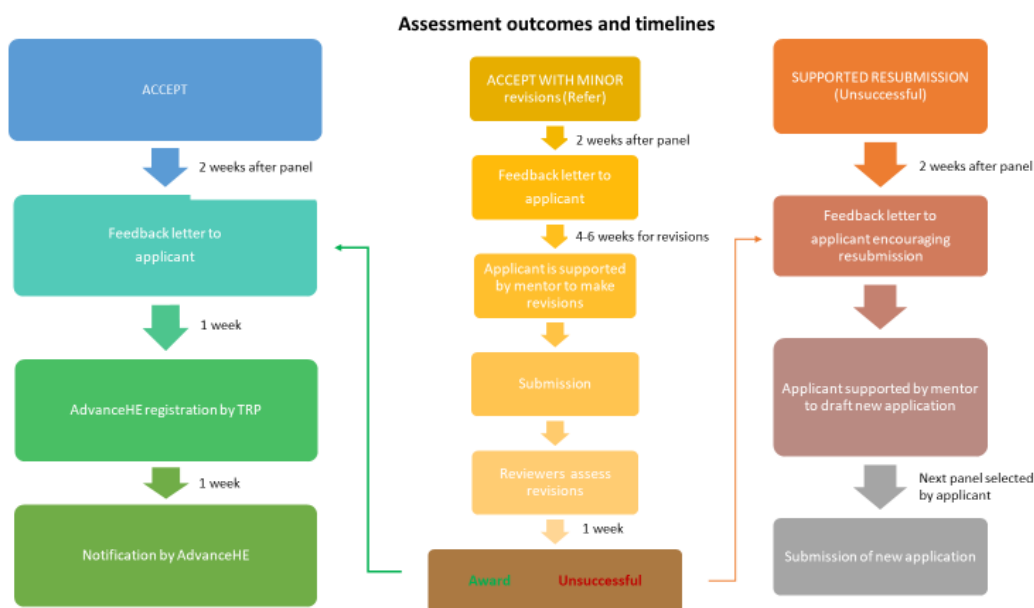 Assessment outcomes and timelines
ACCEPT
2 weeks after panel
Feedback letter to
applicant
1 week
AdvanceHE registration by TRP
1 week
Notification by AdvanceHE
ACCEPT WITH MINOR
revisions (Refer)
2 weeks after panel
Feedback letter to
applicant
4-6 weeks for revisions
Applicant is supported
by mentor to make
revisions
Submission
Reviewers assess
revisions
1 week
Award Unsuccessful
SUPPORTED RESUBMISSION
(Unsuccessful)
2 weeks after panel
Feedback letter to
applicant encouraging
resubmission
Applicant supported by mentor
to draft new application
Next panel selected
by applicant
Submission of new application